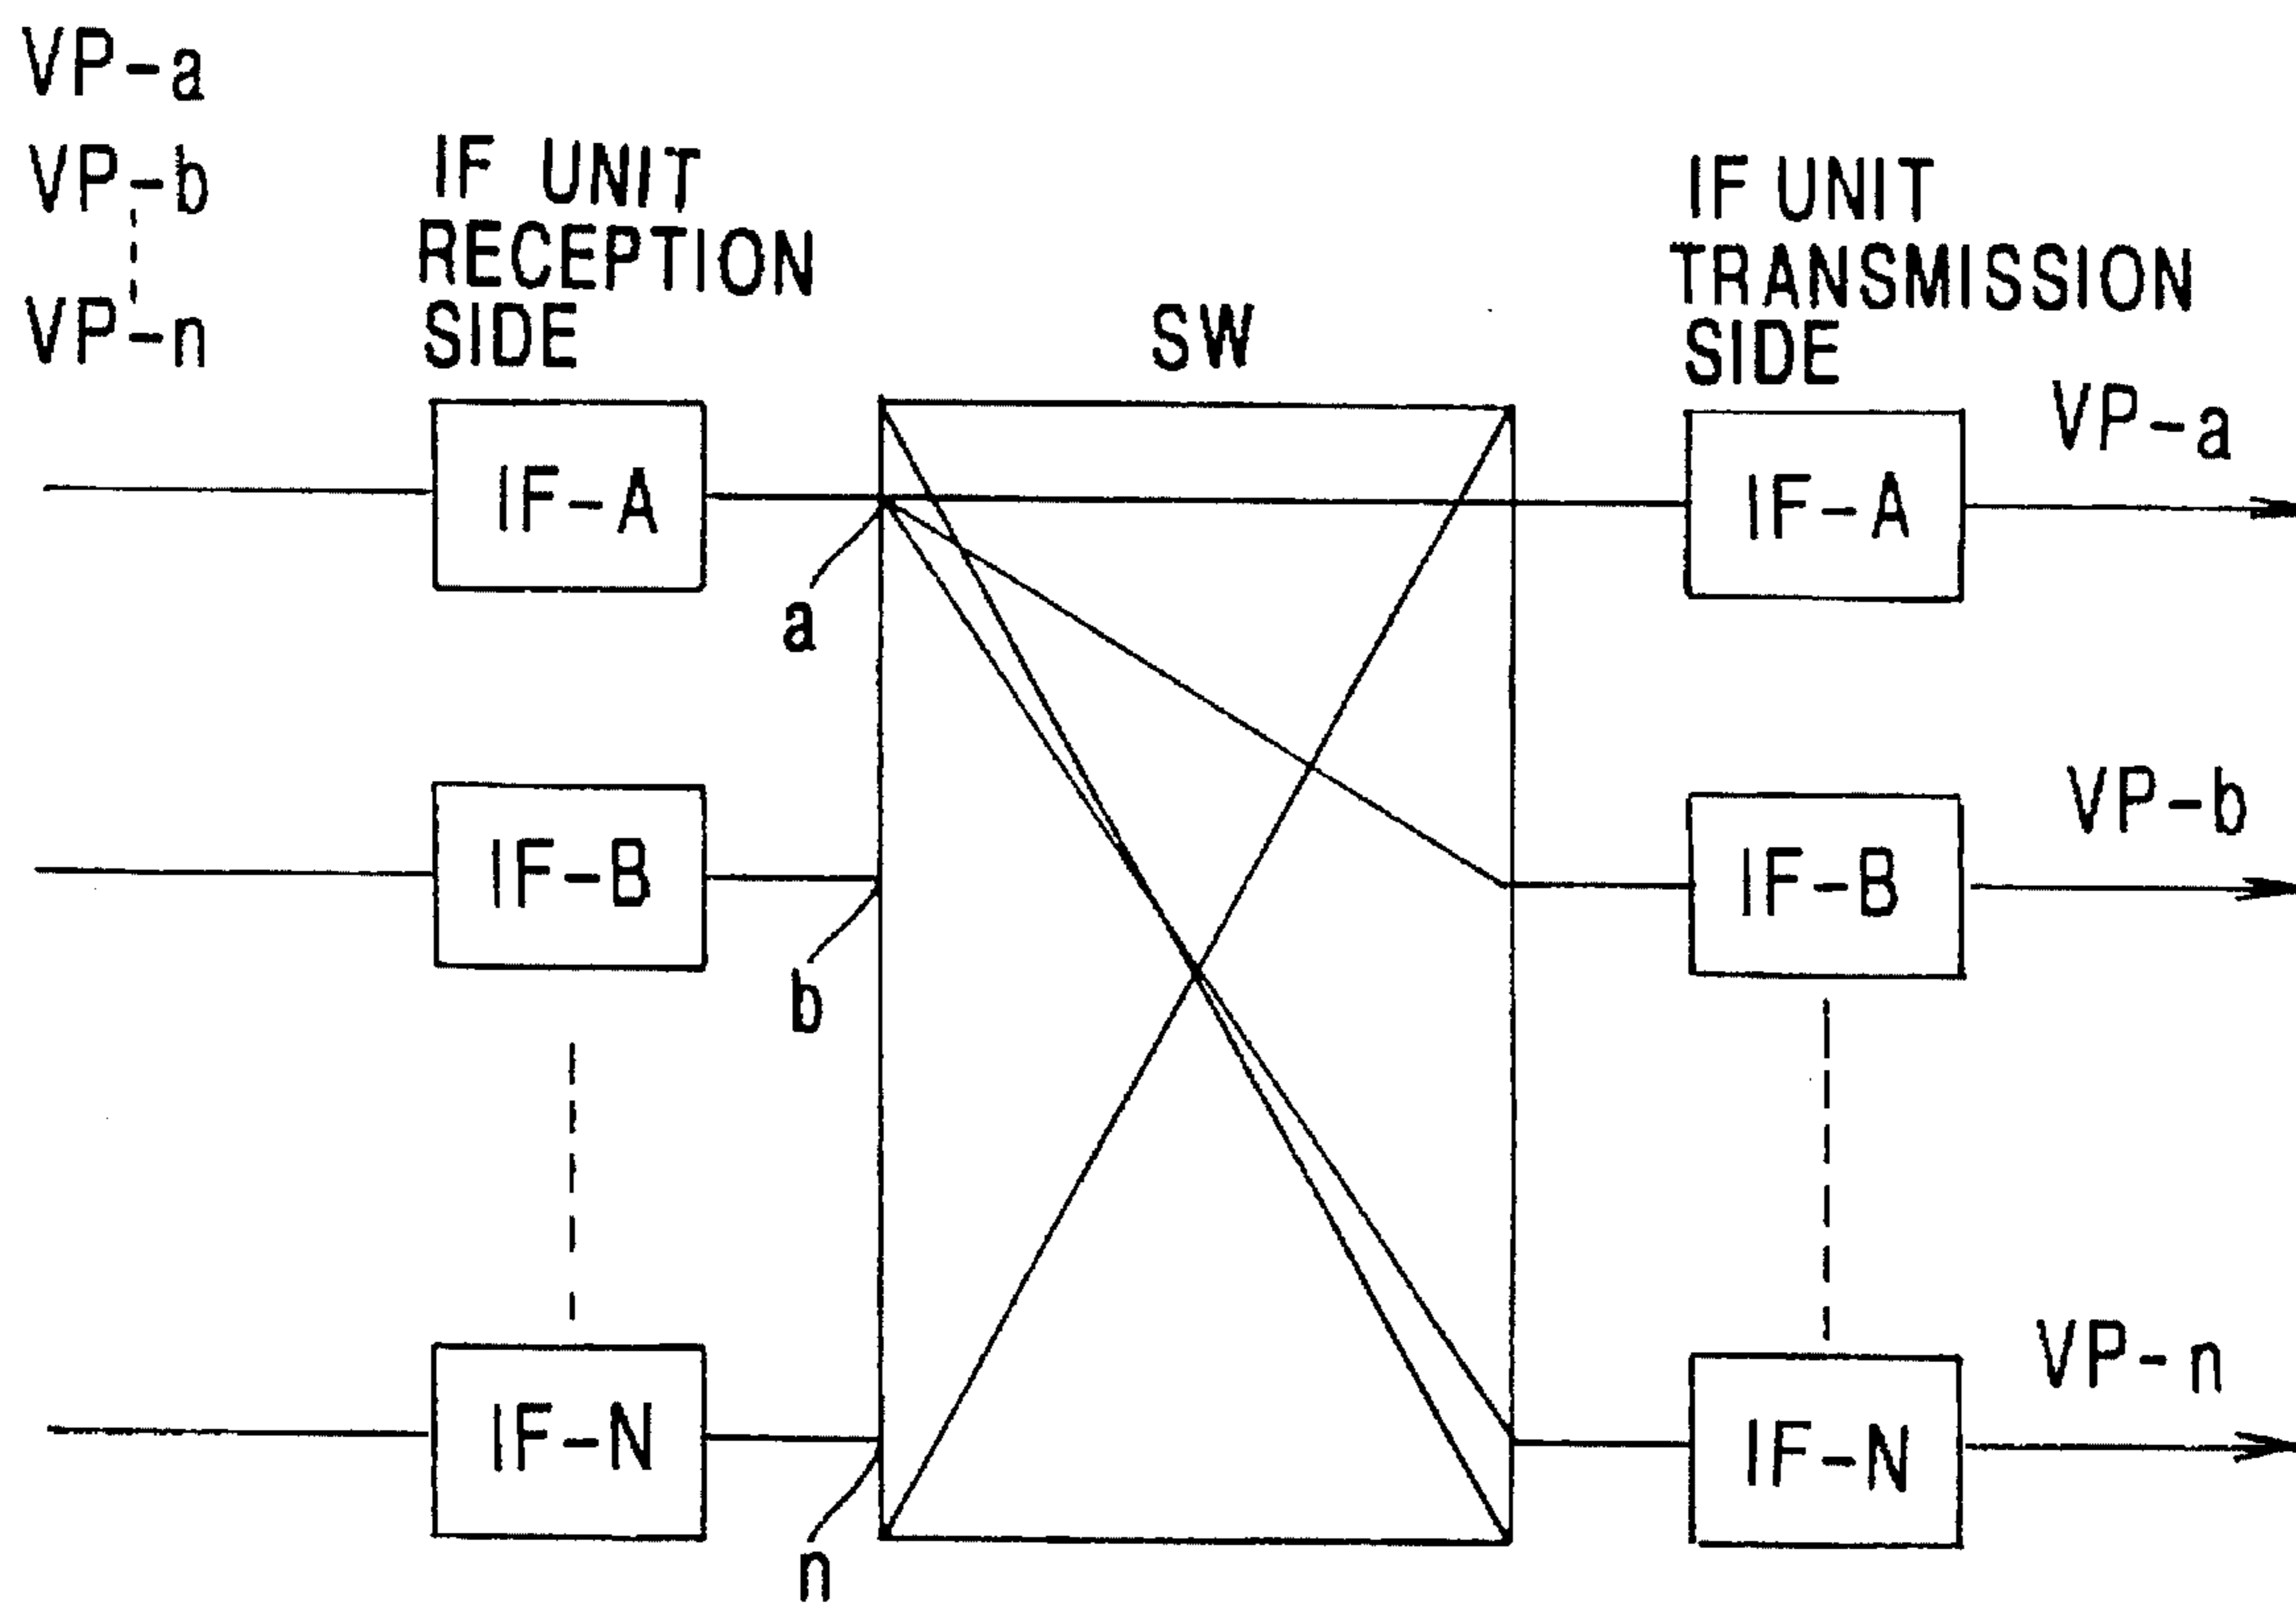 VP-a
VP-b
VP-n
IF UNIT
RECEPTION
SIDE
SW
IF UNIT
TRANSMISSION
SIDE
IF-A
a
IF-A
VP-a
IF-B
b
IF-B
VP-b
IF-N
n
IF-N
VP-n